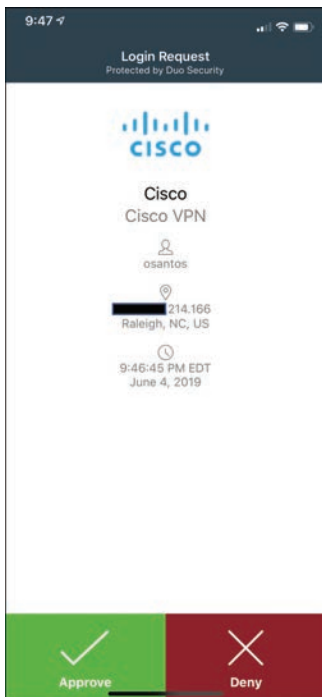 9:47
Login Request
Protected by Duo Security
CISCO
Cisco
Cisco VPN
osantos
214.166
Raleigh, NC, US
9:46:45 PM EDT
June 4, 2019
Approve
Deny